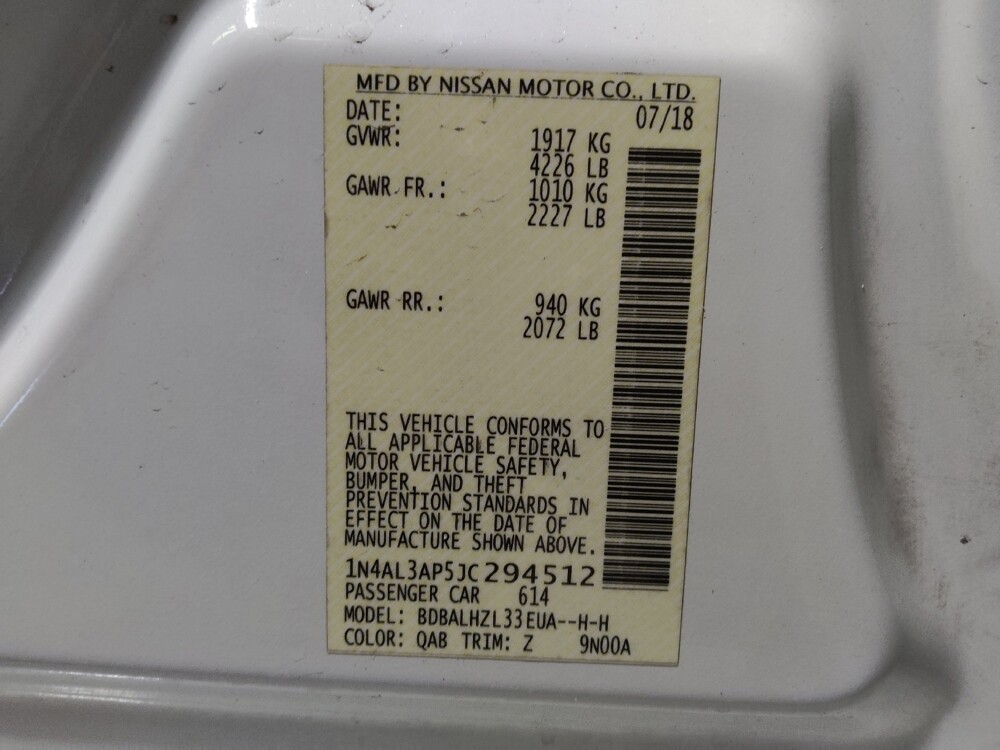 MFD BY NISSAN MOTOR CO., LTD.
DATE: 07/18
GVWR: 1917 KG
4226 LB
GAWR FR.: 1010 KG
2227 LB
GAWR RR.: 940 KG
2072 LB
THIS VEHICLE CONFORMS TO
ALL APPLICABLE FEDERAL
MOTOR VEHICLE SAFETY,
BUMPER, AND THEFT
PREVENTION STANDARDS IN
EFFECT ON THE DATE OF
MANUFACTURE SHOWN ABOVE.
1N4AL3AP5JC294512
PASSENGER CAR 614
MODEL: BDBALHZL33EUA--H-H
COLOR: QAB TRIM: Z 9N00A